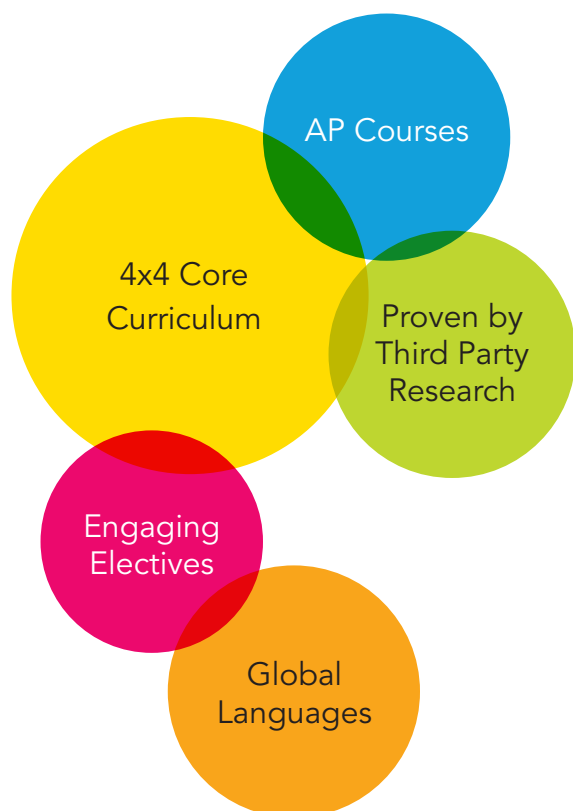 AP Courses
4x4 Core
Curriculum
Proven by
Third Party
Research
Engaging
Electives
Global
Languages